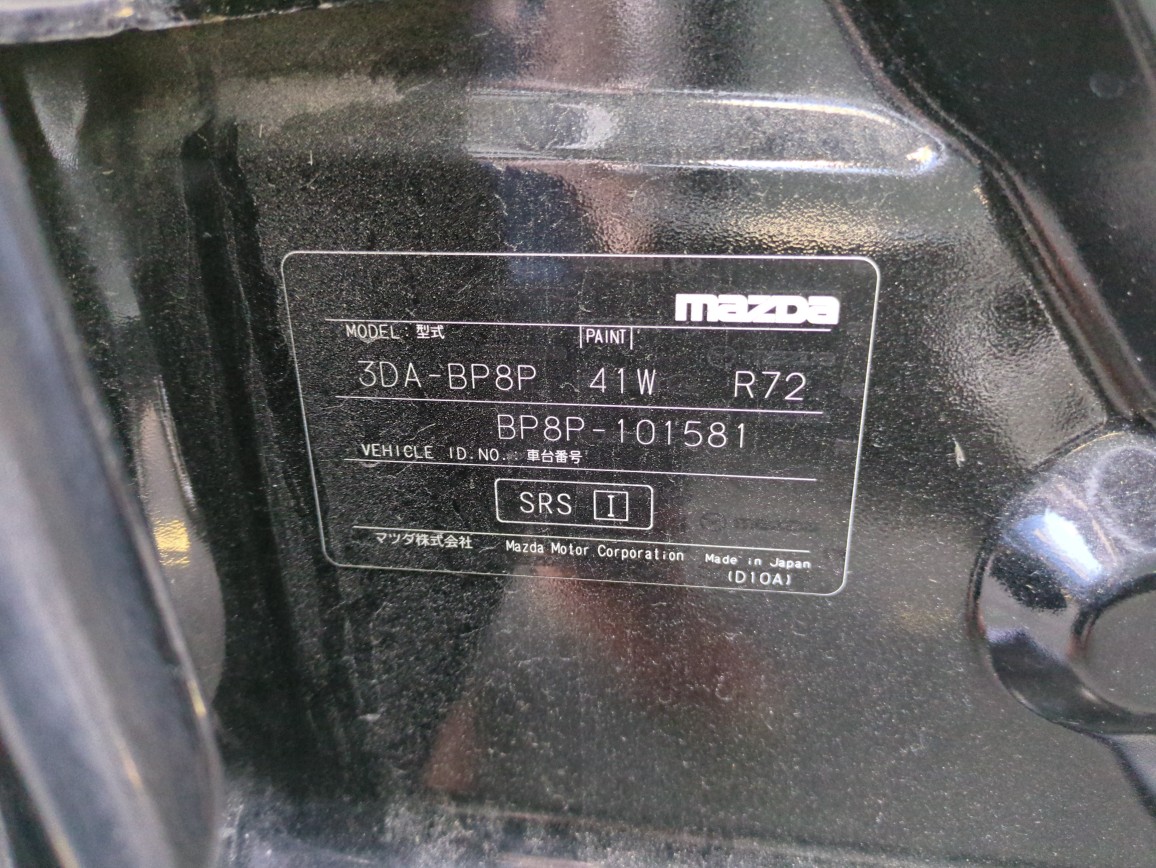 mazda
MODEL : 型式 PAINT
3DA-BP8P 41W R72
BP8P-101581
VEHICLE ID.NO. : 車台番号
SRS I
マツダ株式会社 Mazda Motor Corporation Made in Japan
(D10A)